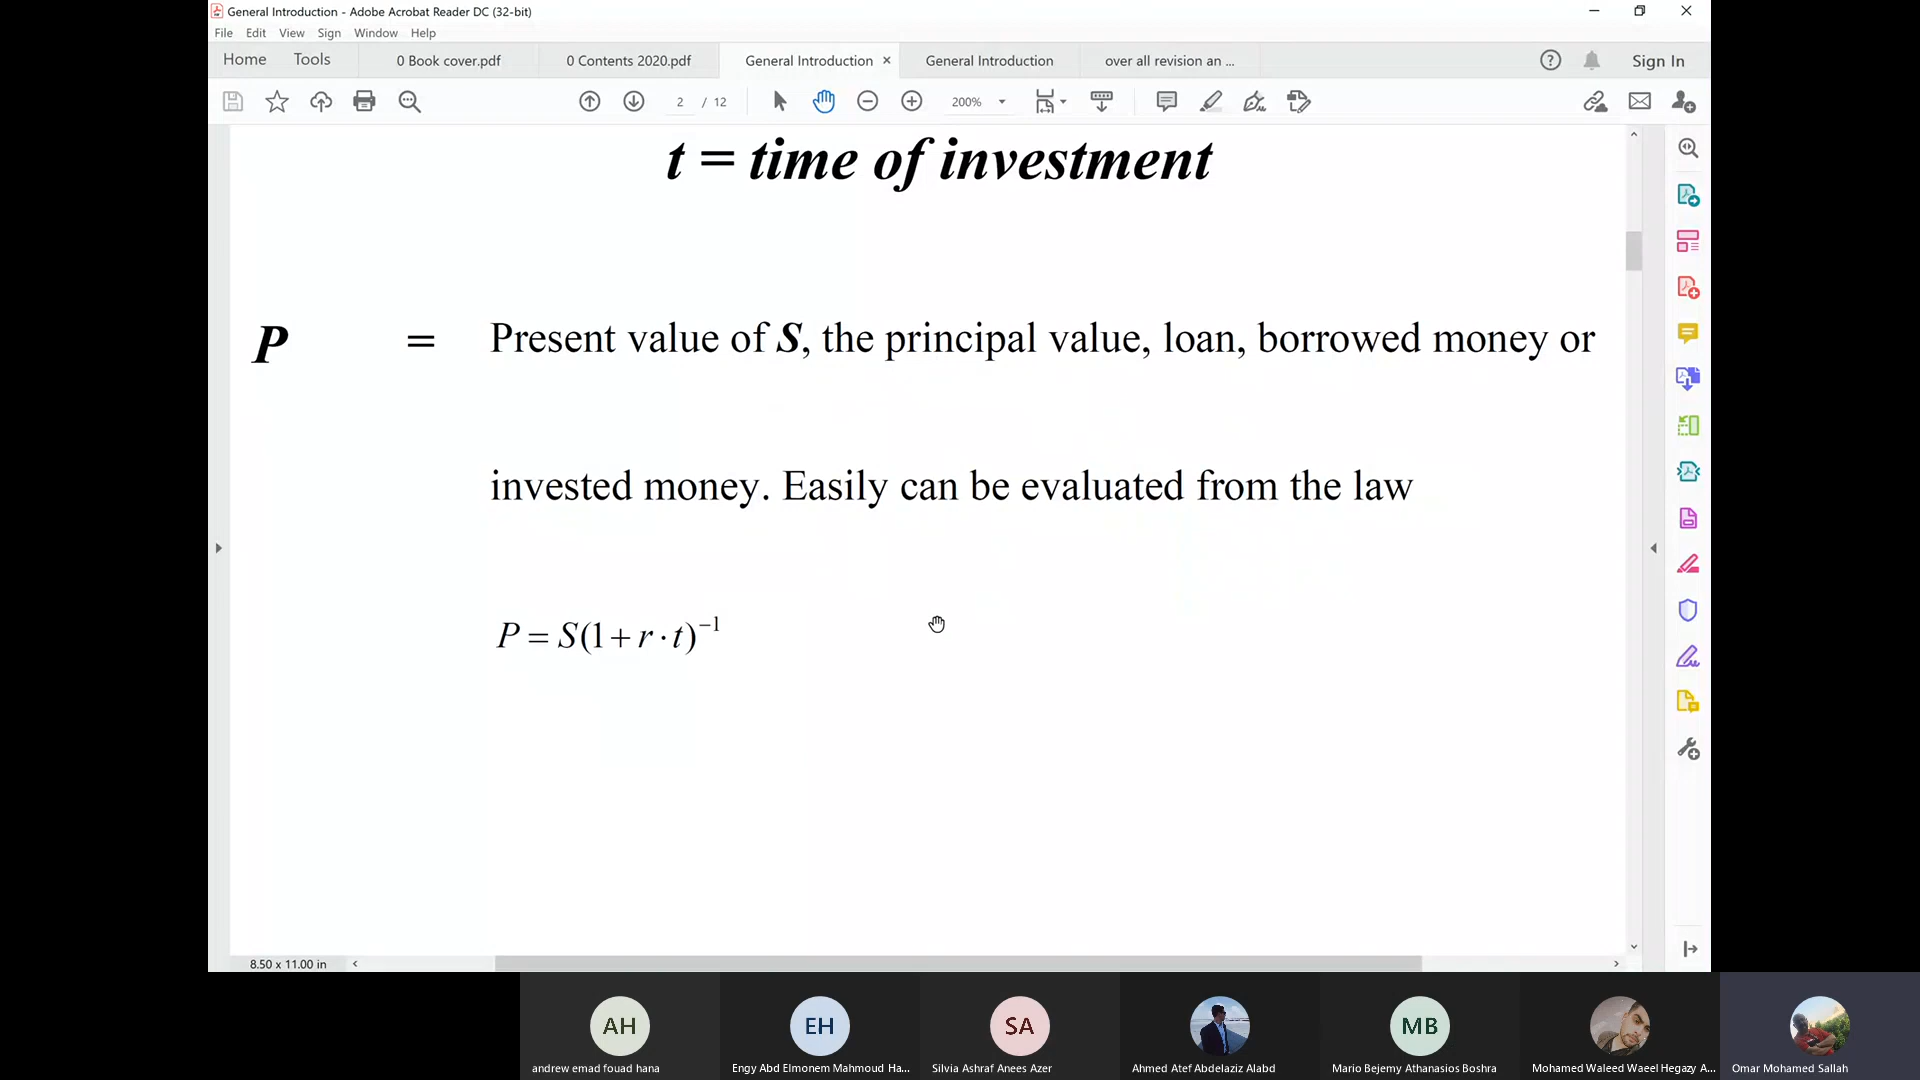 General Introduction - Adobe Acrobat Reader DC (32-bit)
File Edit View Sign Window Help
Home Tools 0 Book cover.pdf 0 Contents 2020.pdf General Introduction × General Introduction over all revision an ... Sign In
2 / 12 200%
t = time of investment
P = Present value of S, the principal value, loan, borrowed money or
invested money. Easily can be evaluated from the law
P = S(1 + r · t)⁻¹
8.50 x 11.00 in
AH EH SA MB
andrew emad fouad hana Engy Abd Elmonem Mahmoud Ha... Silvia Ashraf Anees Azer Ahmed Atef Abdelaziz Alabd Mario Bejemy Athanasios Boshra Mohamed Waleed Waeel Hegazy A... Omar Mohamed Sallah